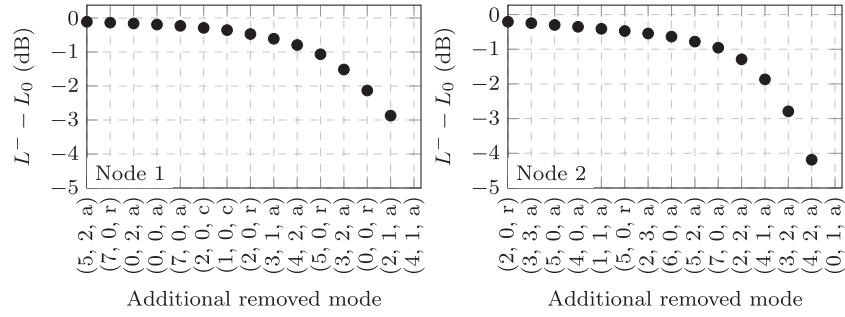 0
−1
−2
−3
−4
−5
L⁻ − L₀ (dB)
Node 1
(5, 2, a)
(7, 0, r)
(0, 2, a)
(0, 0, a)
(7, 0, a)
(2, 0, c)
(1, 0, c)
(2, 0, r)
(3, 1, a)
(4, 2, a)
(5, 0, r)
(3, 2, a)
(0, 0, r)
(2, 1, a)
(4, 1, a)
Additional removed mode
0
−1
−2
−3
−4
−5
L⁻ − L₀ (dB)
Node 2
(2, 0, r)
(3, 3, a)
(5, 0, a)
(4, 0, a)
(1, 1, a)
(5, 0, r)
(2, 3, a)
(6, 0, a)
(5, 2, a)
(7, 0, a)
(2, 2, a)
(4, 1, a)
(3, 2, a)
(4, 2, a)
(0, 1, a)
Additional removed mode